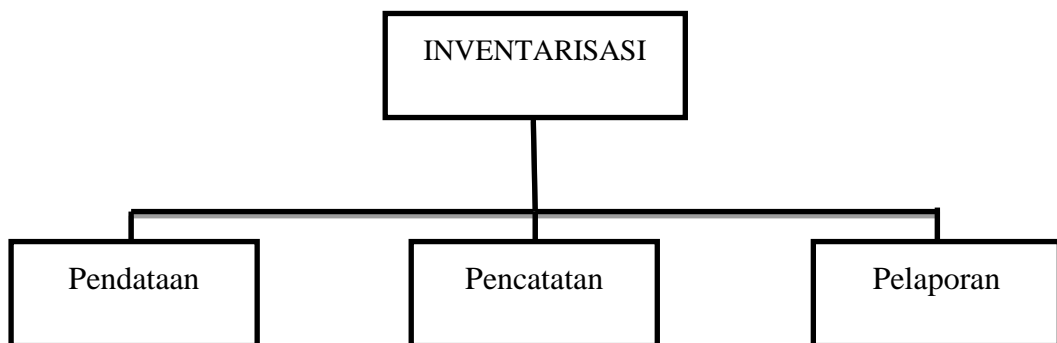 INVENTARISASI
Pendataan
Pencatatan
Pelaporan